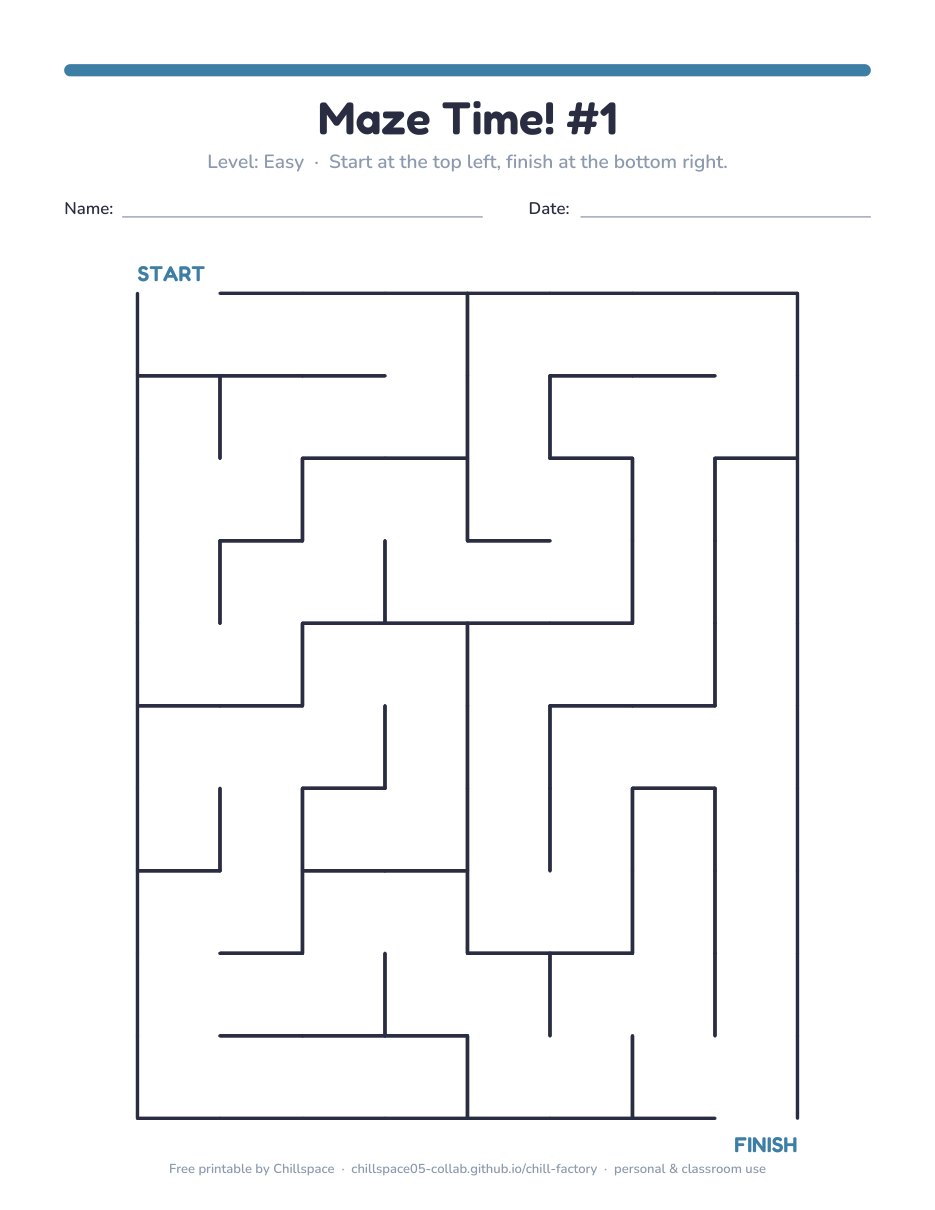 Maze Time! #1
Level: Easy · Start at the top left, finish at the bottom right.
Name: Date:
START
FINISH
Free printable by Chillspace · chillspace05-collab.github.io/chill-factory · personal & classroom use